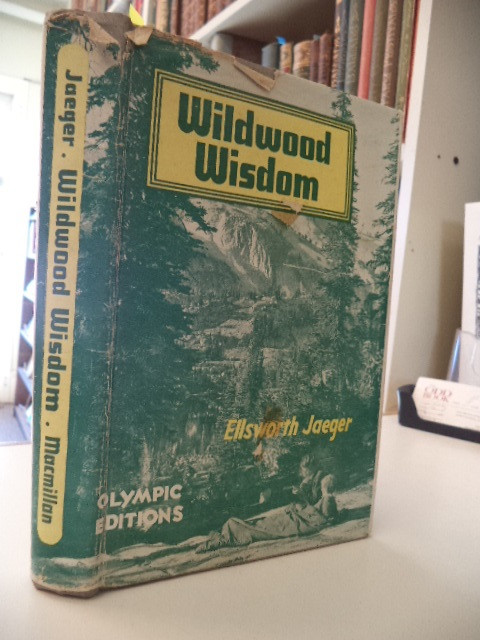 Jaeger · Wildwood Wisdom · Macmillan
Wildwood
Wisdom
Ellsworth Jaeger
OLYMPIC
EDITIONS